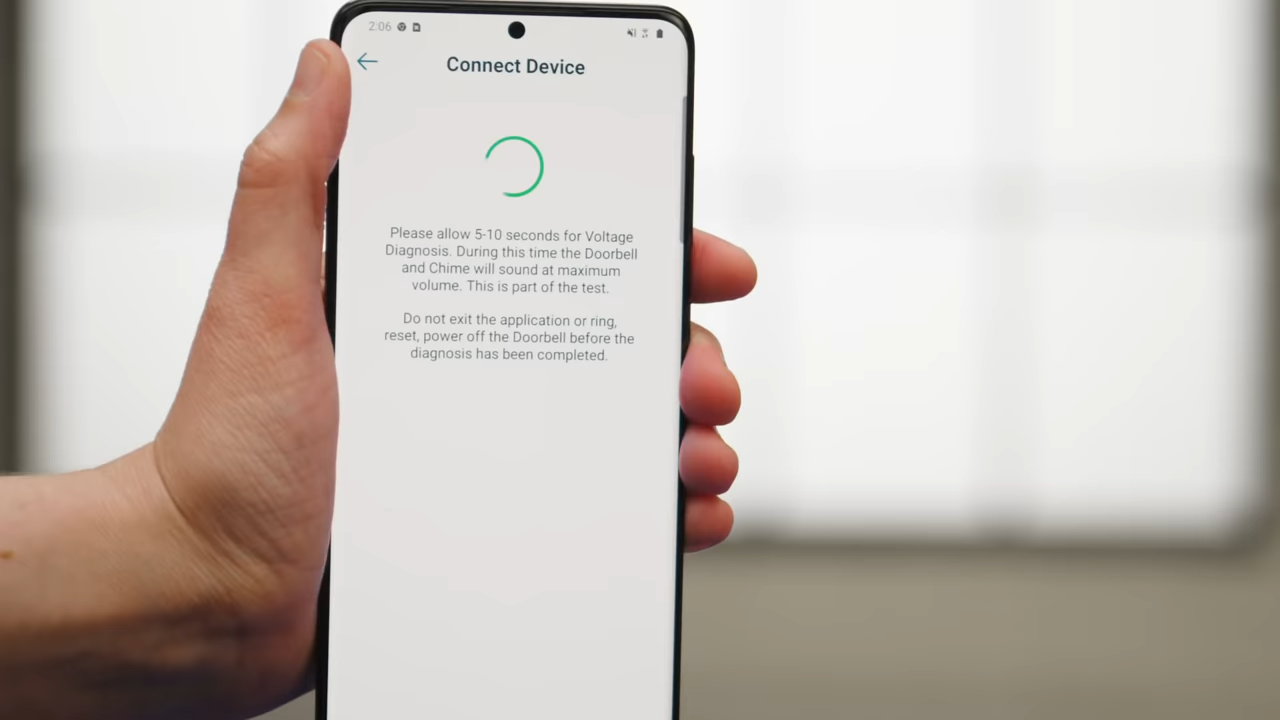 2:06
Connect Device
Please allow 5-10 seconds for Voltage
Diagnosis. During this time the Doorbell
and Chime will sound at maximum
volume. This is part of the test.
Do not exit the application or ring,
reset, power off the Doorbell before the
diagnosis has been completed.